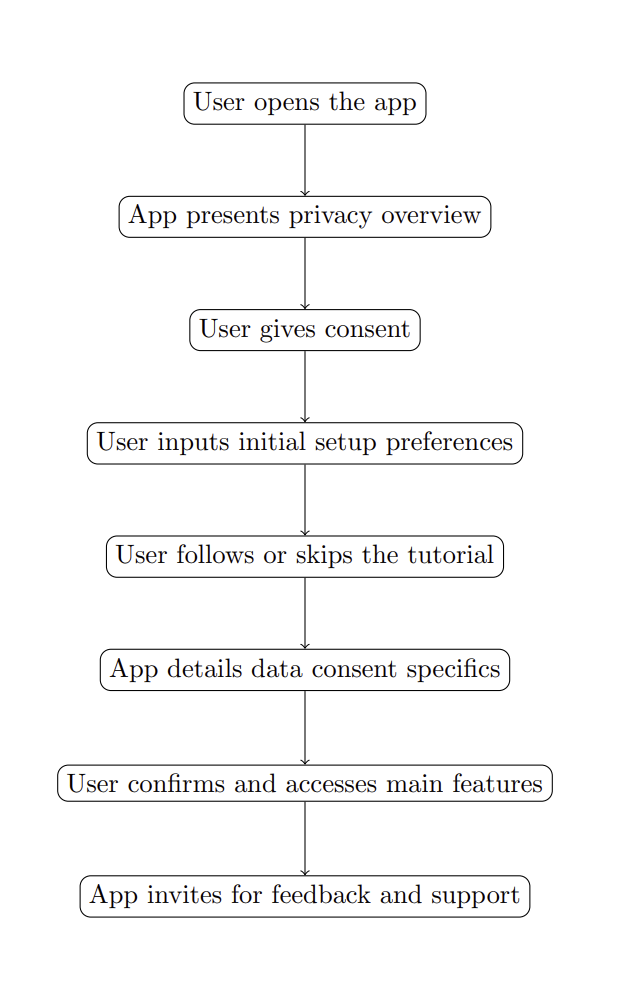 User opens the app
App presents privacy overview
User gives consent
User inputs initial setup preferences
User follows or skips the tutorial
App details data consent specifics
User confirms and accesses main features
App invites for feedback and support